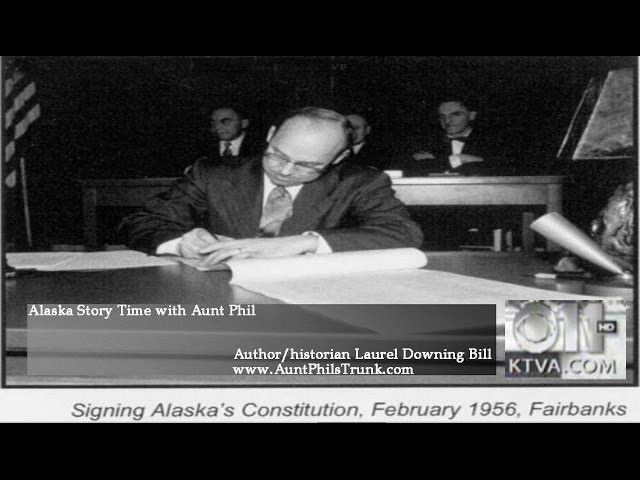 Alaska Story Time with Aunt Phil
Author/historian Laurel Downing Bill
www.AuntPhilsTrunk.com
11 HD
KTVA.COM
Signing Alaska's Constitution, February 1956, Fairbanks